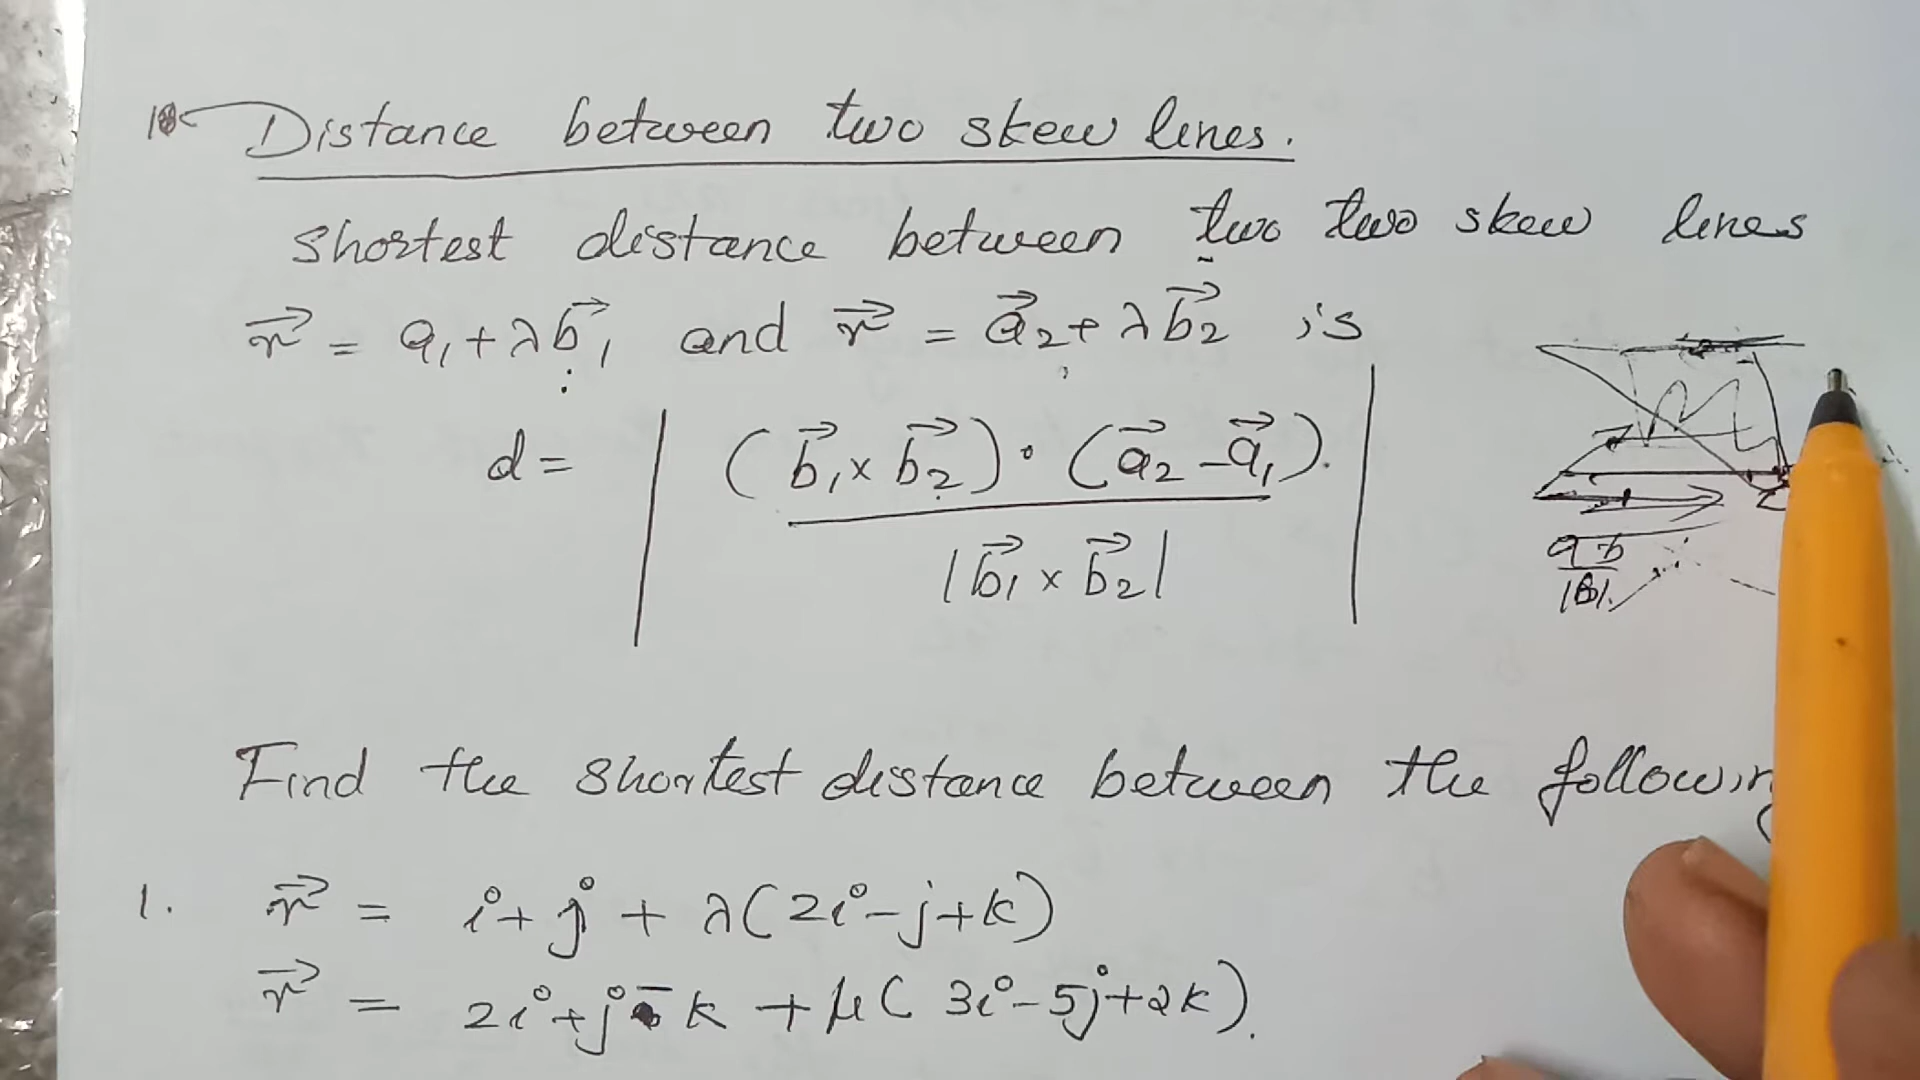 10 Distance between two skew lines.
shortest distance between two two skew lines
r⃗ = a₁ + λb⃗₁ and r⃗ = a⃗₂ + λb⃗₂ is
d = | (b⃗₁ × b⃗₂) · (a⃗₂ - a⃗₁).
|b⃗₁ × b⃗₂| |
a b
|b|.
Find the shortest distance between the following
1. r⃗ = i + j + λ(2i - j + k)
r⃗ = 2i + j - k + μ(3i - 5j + 2k).